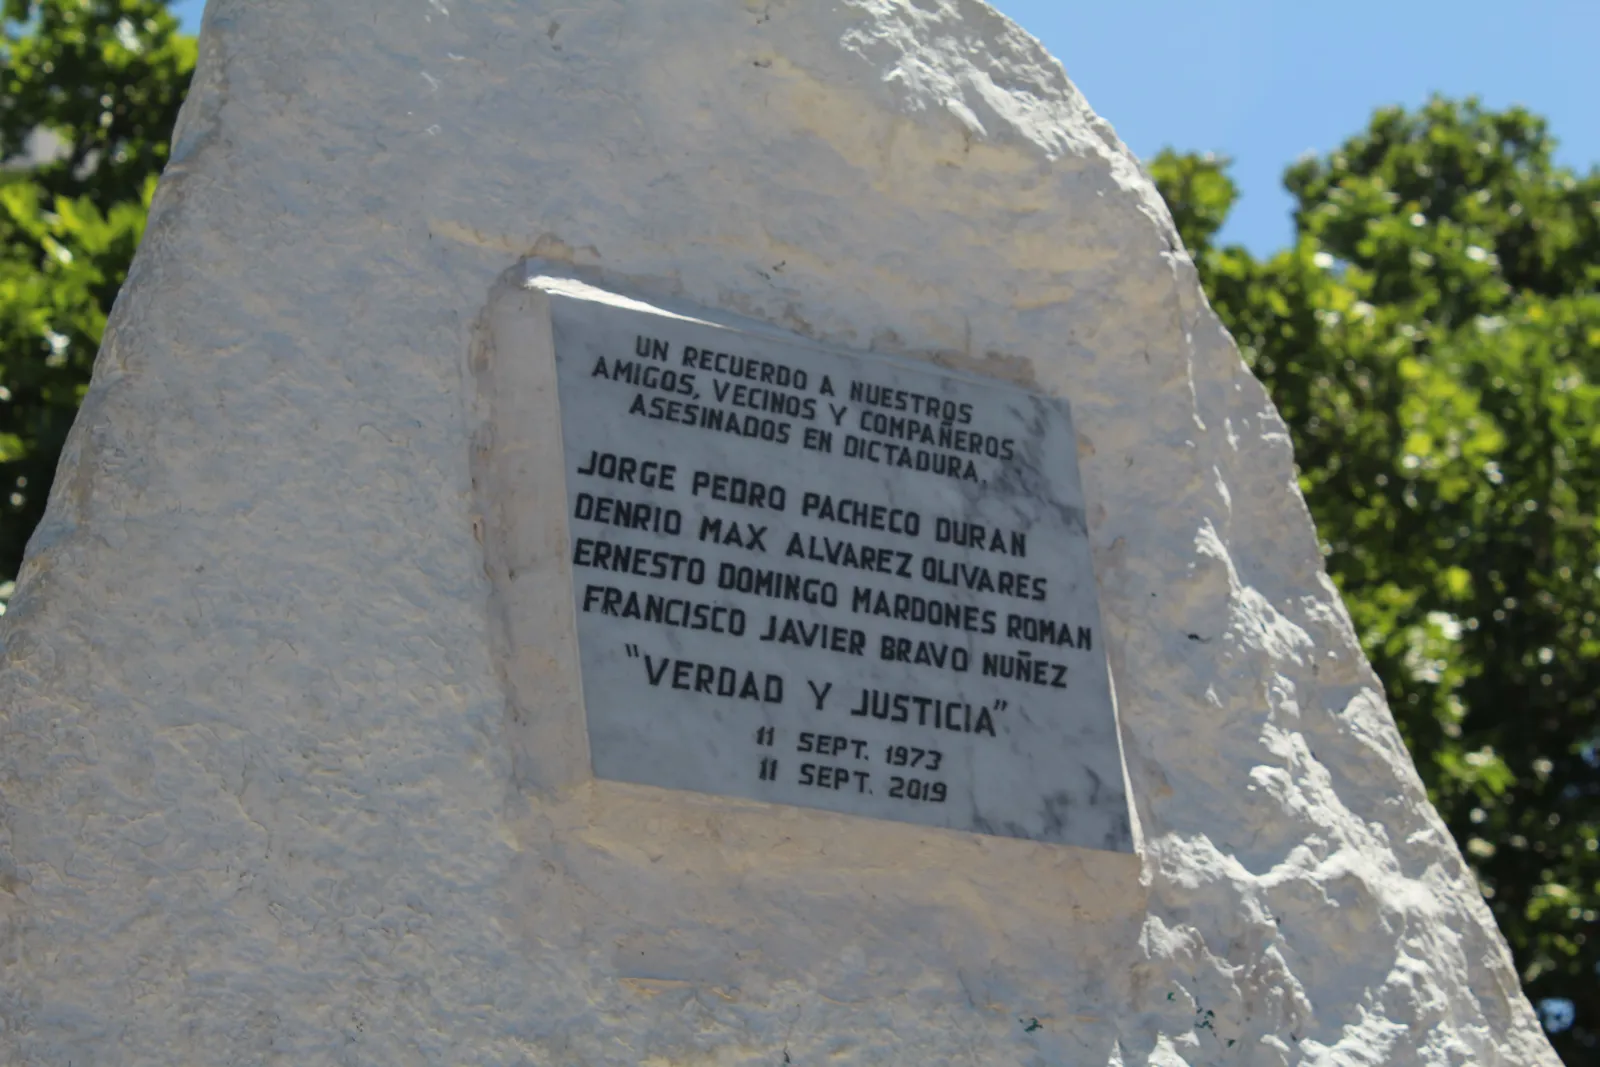 UN RECUERDO A NUESTROS
AMIGOS, VECINOS Y COMPAÑEROS
ASESINADOS EN DICTADURA,
JORGE PEDRO PACHECO DURAN
DENRIO MAX ALVAREZ OLIVARES
ERNESTO DOMINGO MARDONES ROMAN
FRANCISCO JAVIER BRAVO NUÑEZ
"VERDAD Y JUSTICIA"
11 SEPT. 1973
11 SEPT. 2019